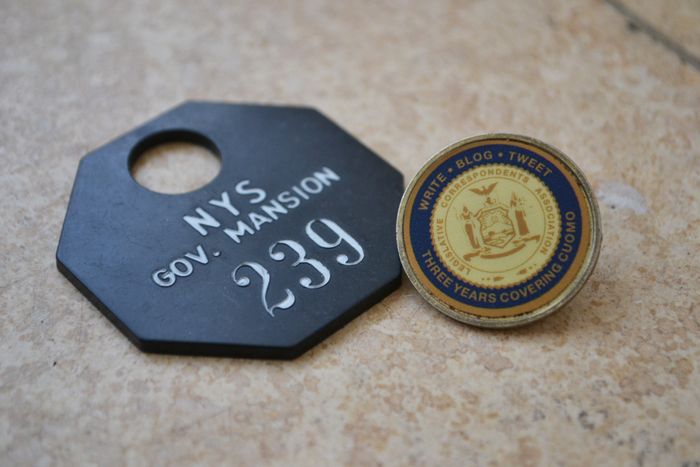 NYS
GOV. MANSION
239
WRITE • BLOG • TWEET
LEGISLATIVE CORRESPONDENTS ASSOCIATION
THREE YEARS COVERING CUOMO